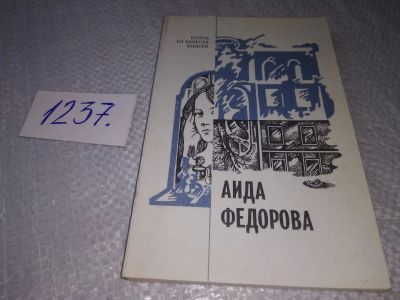 ПОЭТЫ
НА БЕРЕГАХ
ЕНИСЕЯ
1237.
АИДА
ФЕДОРОВА